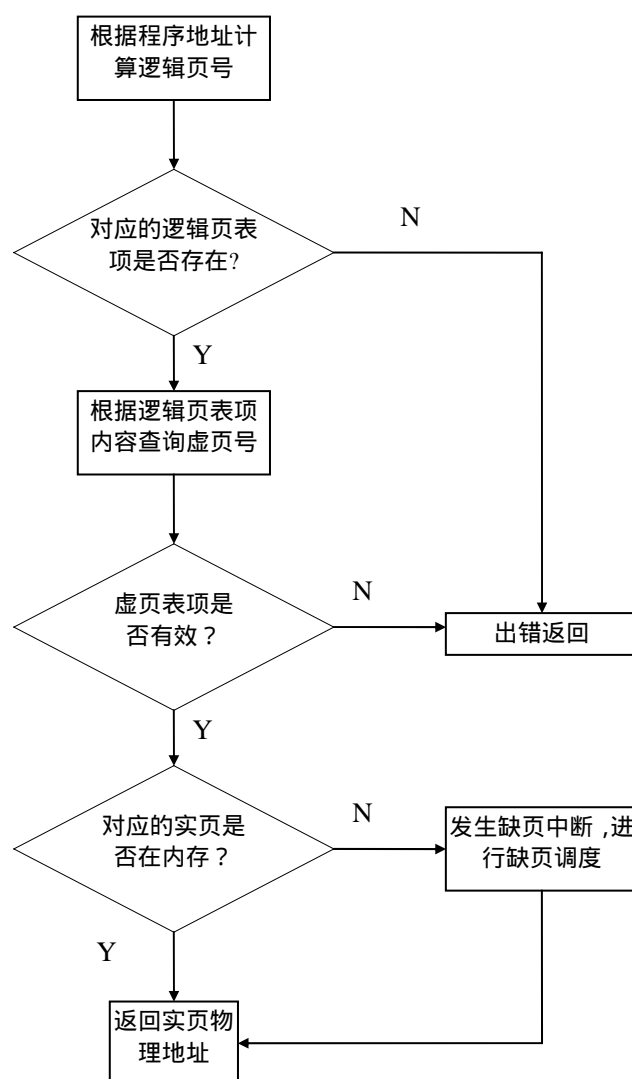 根据程序地址计
算逻辑页号
对应的逻辑页表
项是否存在?
N
Y
根据逻辑页表项
内容查询虚页号
虚页表项是
否有效？
N
出错返回
Y
对应的实页是
否在内存？
N
发生缺页中断,进
行缺页调度
Y
返回实页物
理地址